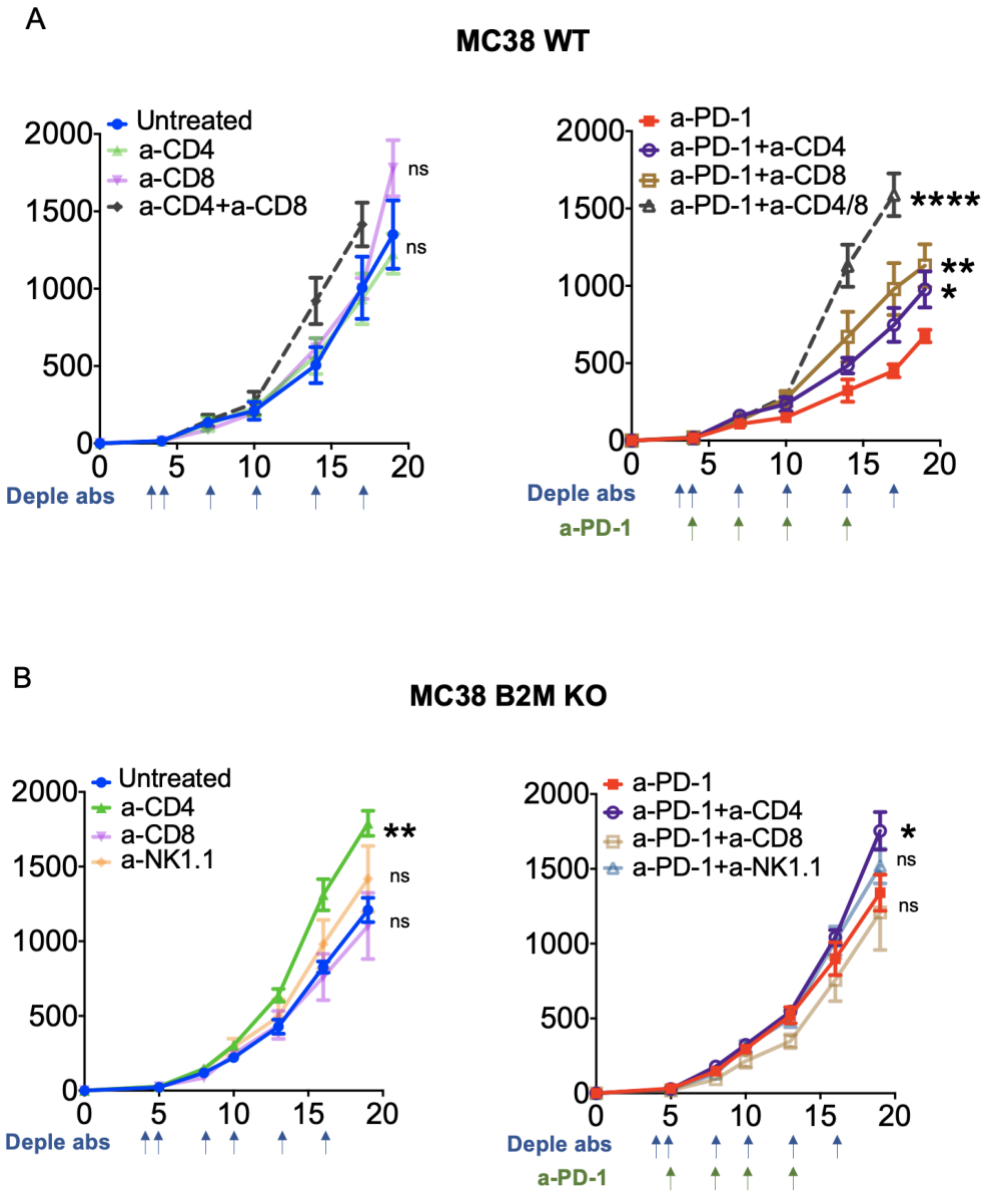 A
MC38 WT
Untreated
a-CD4
a-CD8
a-CD4+a-CD8
2000
1500
1000
500
0
0 5 10 15 20
ns
ns
Deple abs
a-PD-1
a-PD-1+a-CD4
a-PD-1+a-CD8
a-PD-1+a-CD4/8
2000
1500
1000
500
0
0 5 10 15 20
****
**
*
Deple abs
a-PD-1
B
MC38 B2M KO
Untreated
a-CD4
a-CD8
a-NK1.1
2000
1500
1000
500
0
0 5 10 15 20
**
ns
ns
Deple abs
a-PD-1
a-PD-1+a-CD4
a-PD-1+a-CD8
a-PD-1+a-NK1.1
2000
1500
1000
500
0
0 5 10 15 20
*
ns
ns
Deple abs
a-PD-1